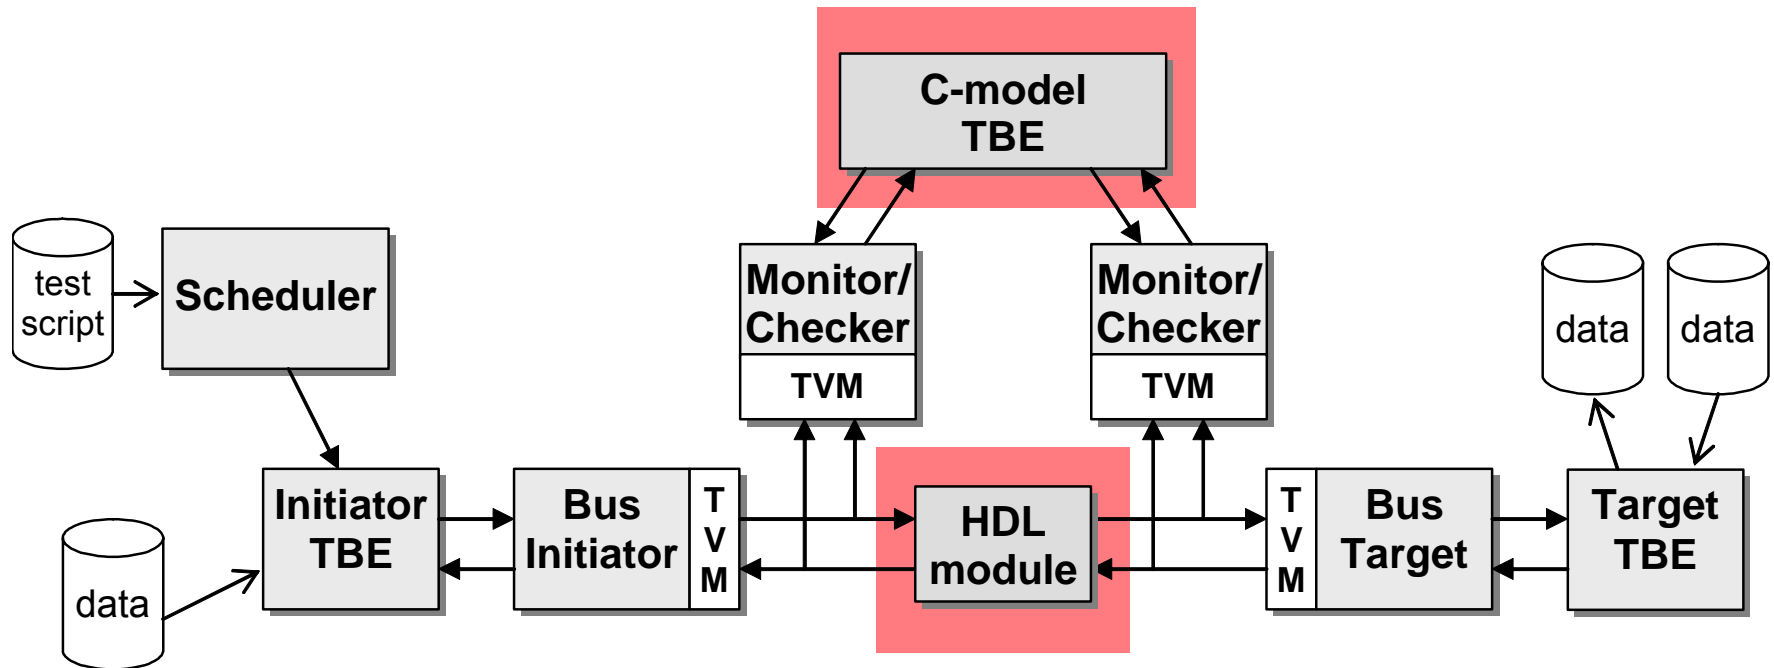 C-model
TBE
test
script
Scheduler
Monitor/
Checker
TVM
Monitor/
Checker
TVM
data
data
data
Initiator
TBE
Bus
Initiator
T
V
M
HDL
module
T
V
M
Bus
Target
Target
TBE